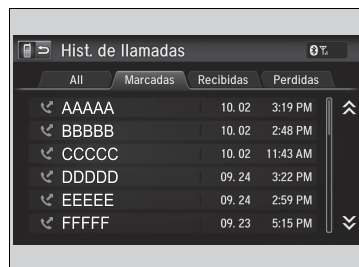 Hist. de llamadas
All Marcadas Recibidas Perdidas
AAAAA 10. 02 3:19 PM
BBBBB 10. 02 2:48 PM
CCCCC 10. 02 11:43 AM
DDDDD 09. 24 3:22 PM
EEEEE 09. 24 2:59 PM
FFFFF 09. 23 5:15 PM